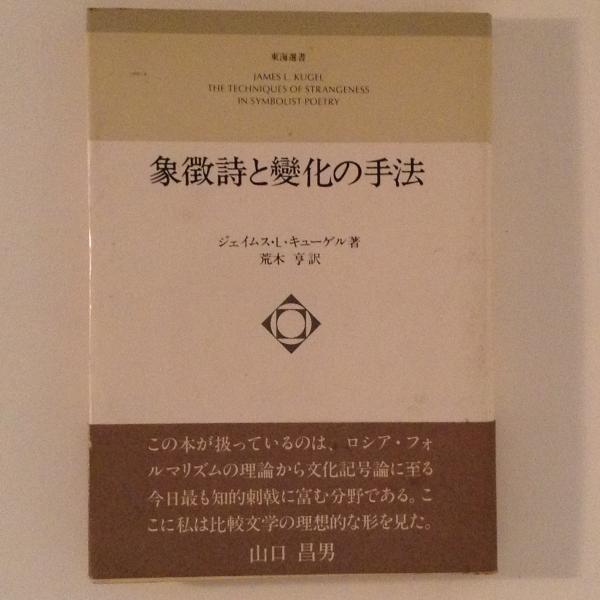 東海選書
JAMES L. KUGEL
THE TECHNIQUES OF STRANGENESS
IN SYMBOLIST POETRY
象徴詩と變化の手法
ジェイムス・L・キューゲル著
荒木 亨訳
この本が扱っているのは、ロシア・フォ
ルマリズムの理論から文化記号論に至る
今日最も知的刺戟に富む分野である。こ
こに私は比較文学の理想的な形を見た。
山口 昌男